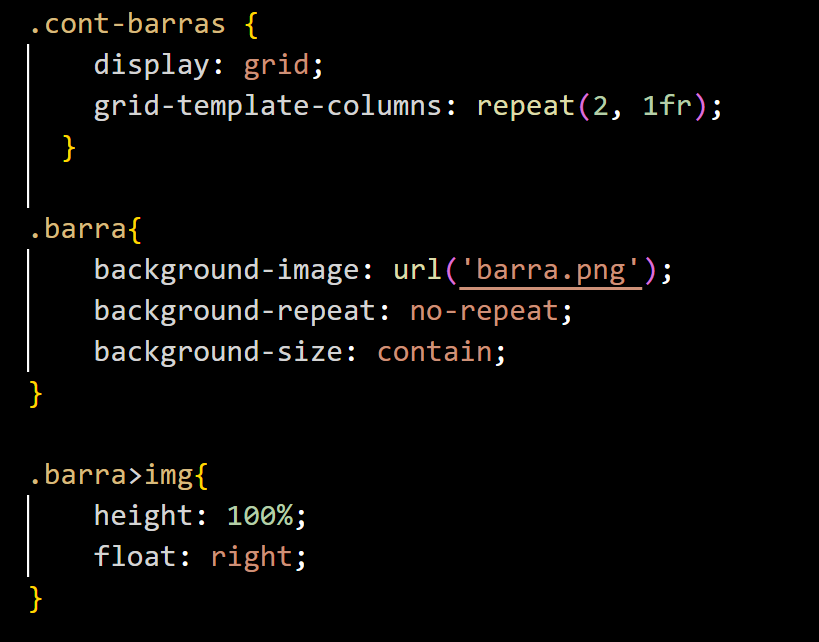 .cont-barras {
    display: grid;
    grid-template-columns: repeat(2, 1fr);
  }
.barra{
    background-image: url('barra.png');
    background-repeat: no-repeat;
    background-size: contain;
}
.barra>img{
    height: 100%;
    float: right;
}